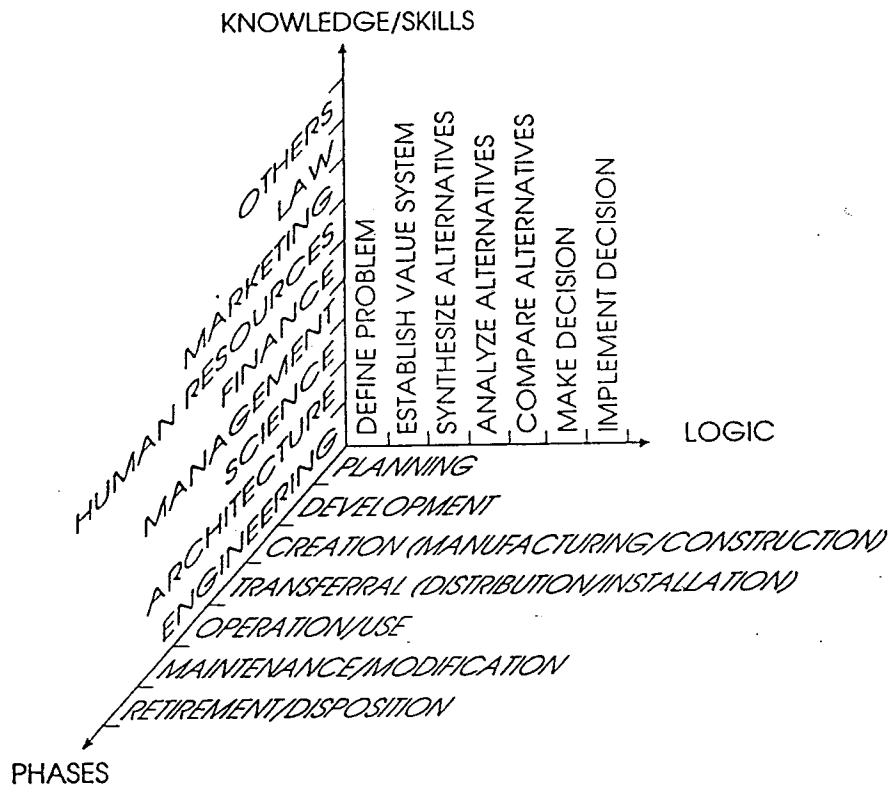 KNOWLEDGE/SKILLS
OTHERS
LAW
MARKETING
HUMAN RESOURCES
FINANCE
MANAGEMENT
SCIENCE
ARCHITECTURE
ENGINEERING
DEFINE PROBLEM
ESTABLISH VALUE SYSTEM
SYNTHESIZE ALTERNATIVES
ANALYZE ALTERNATIVES
COMPARE ALTERNATIVES
MAKE DECISION
IMPLEMENT DECISION
LOGIC
PLANNING
DEVELOPMENT
CREATION (MANUFACTURING/CONSTRUCTION)
TRANSFERRAL (DISTRIBUTION/INSTALLATION)
OPERATION/USE
MAINTENANCE/MODIFICATION
RETIREMENT/DISPOSITION
PHASES